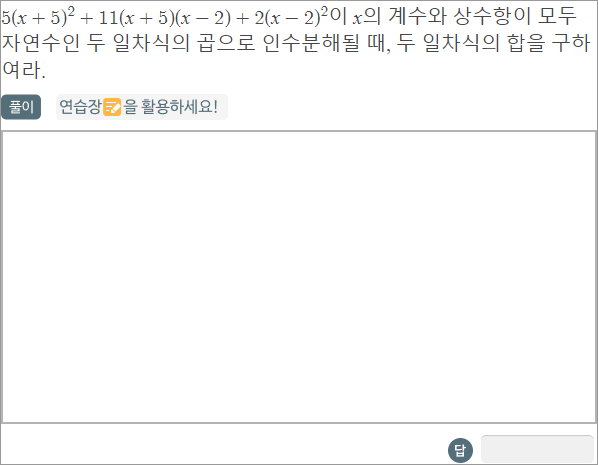 5(x + 5)² + 11(x + 5)(x − 2) + 2(x − 2)²이 x의 계수와 상수항이 모두
자연수인 두 일차식의 곱으로 인수분해될 때, 두 일차식의 합을 구하
여라.
풀이 연습장을 활용하세요!
답